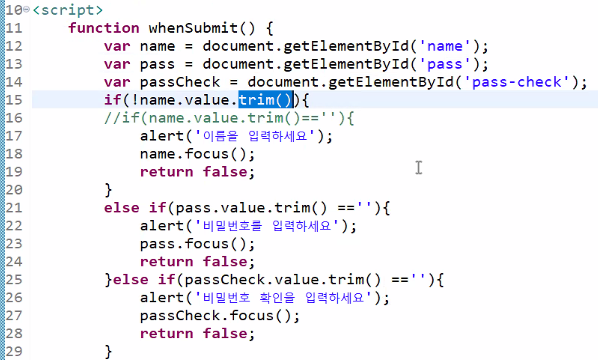 10 <script>
11 function whenSubmit() {
12 var name = document.getElementById('name');
13 var pass = document.getElementById('pass');
14 var passCheck = document.getElementById('pass-check');
15 if(!name.value.trim()){
16 //if(name.value.trim()==''){
17 alert('이름을 입력하세요');
18 name.focus();
19 return false;
20 }
21 else if(pass.value.trim() ==''){
22 alert('비밀번호를 입력하세요');
23 pass.focus();
24 return false;
25 }else if(passCheck.value.trim() ==''){
26 alert('비밀번호 확인을 입력하세요');
27 passCheck.focus();
28 return false;
29 }